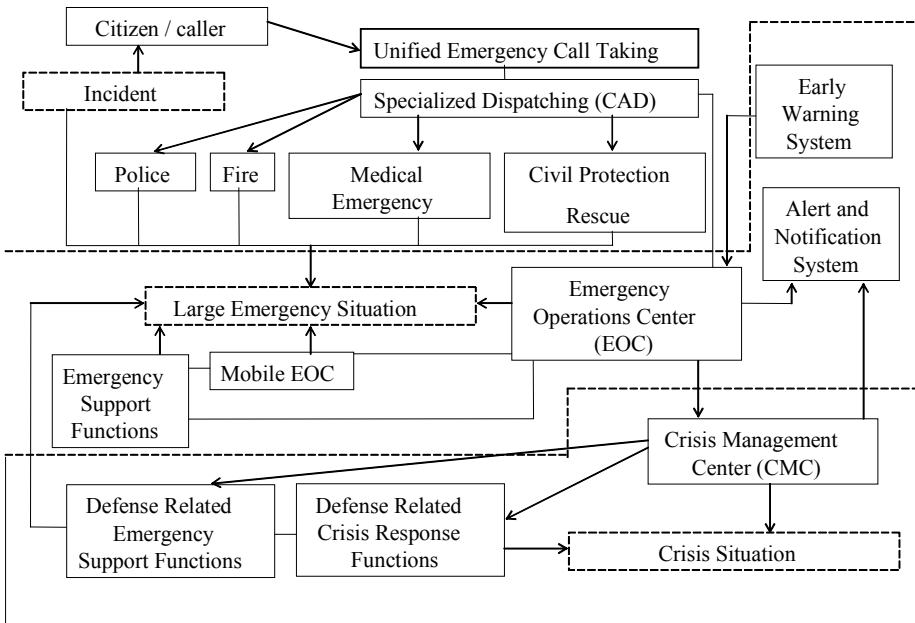 Citizen / caller
Unified Emergency Call Taking
Incident
Specialized Dispatching (CAD)
Early
Warning
System
Police
Fire
Medical
Emergency
Civil Protection
Rescue
Alert and
Notification
System
Large Emergency Situation
Emergency
Operations Center
(EOC)
Mobile EOC
Emergency
Support
Functions
Crisis Management
Center (CMC)
Defense Related
Emergency
Support Functions
Defense Related
Crisis Response
Functions
Crisis Situation